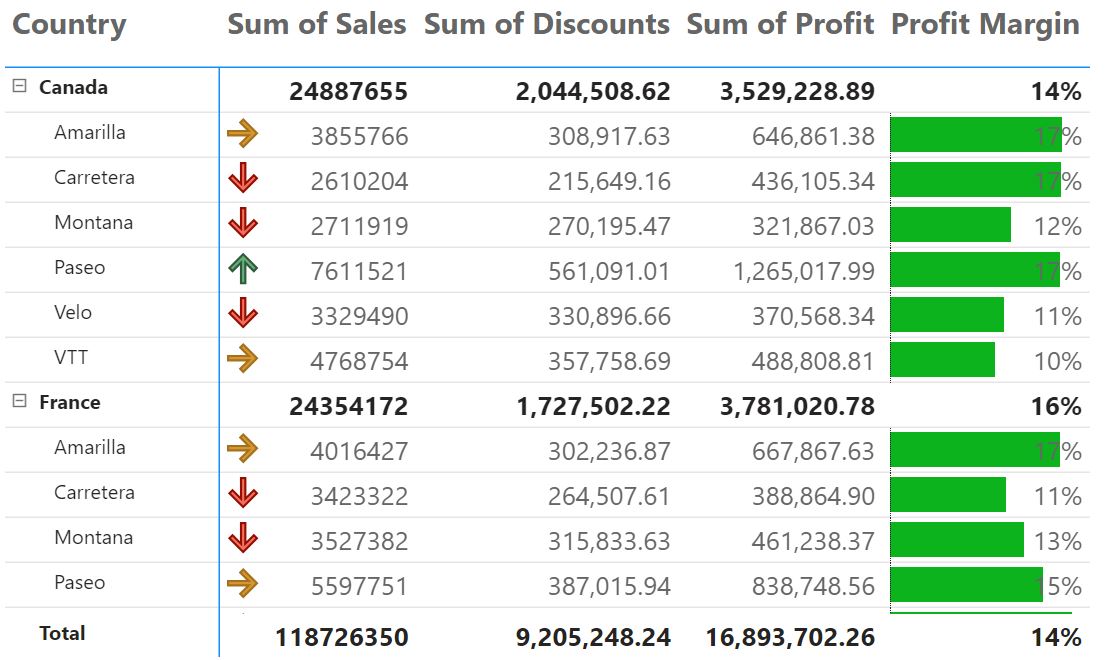 Country Sum of Sales Sum of Discounts Sum of Profit Profit Margin
Canada 24887655 2,044,508.62 3,529,228.89 14%
Amarilla 3855766 308,917.63 646,861.38 17%
Carretera 2610204 215,649.16 436,105.34 17%
Montana 2711919 270,195.47 321,867.03 12%
Paseo 7611521 561,091.01 1,265,017.99 17%
Velo 3329490 330,896.66 370,568.34 11%
VTT 4768754 357,758.69 488,808.81 10%
France 24354172 1,727,502.22 3,781,020.78 16%
Amarilla 4016427 302,236.87 667,867.63 17%
Carretera 3423322 264,507.61 388,864.90 11%
Montana 3527382 315,833.63 461,238.37 13%
Paseo 5597751 387,015.94 838,748.56 15%
Total 118726350 9,205,248.24 16,893,702.26 14%